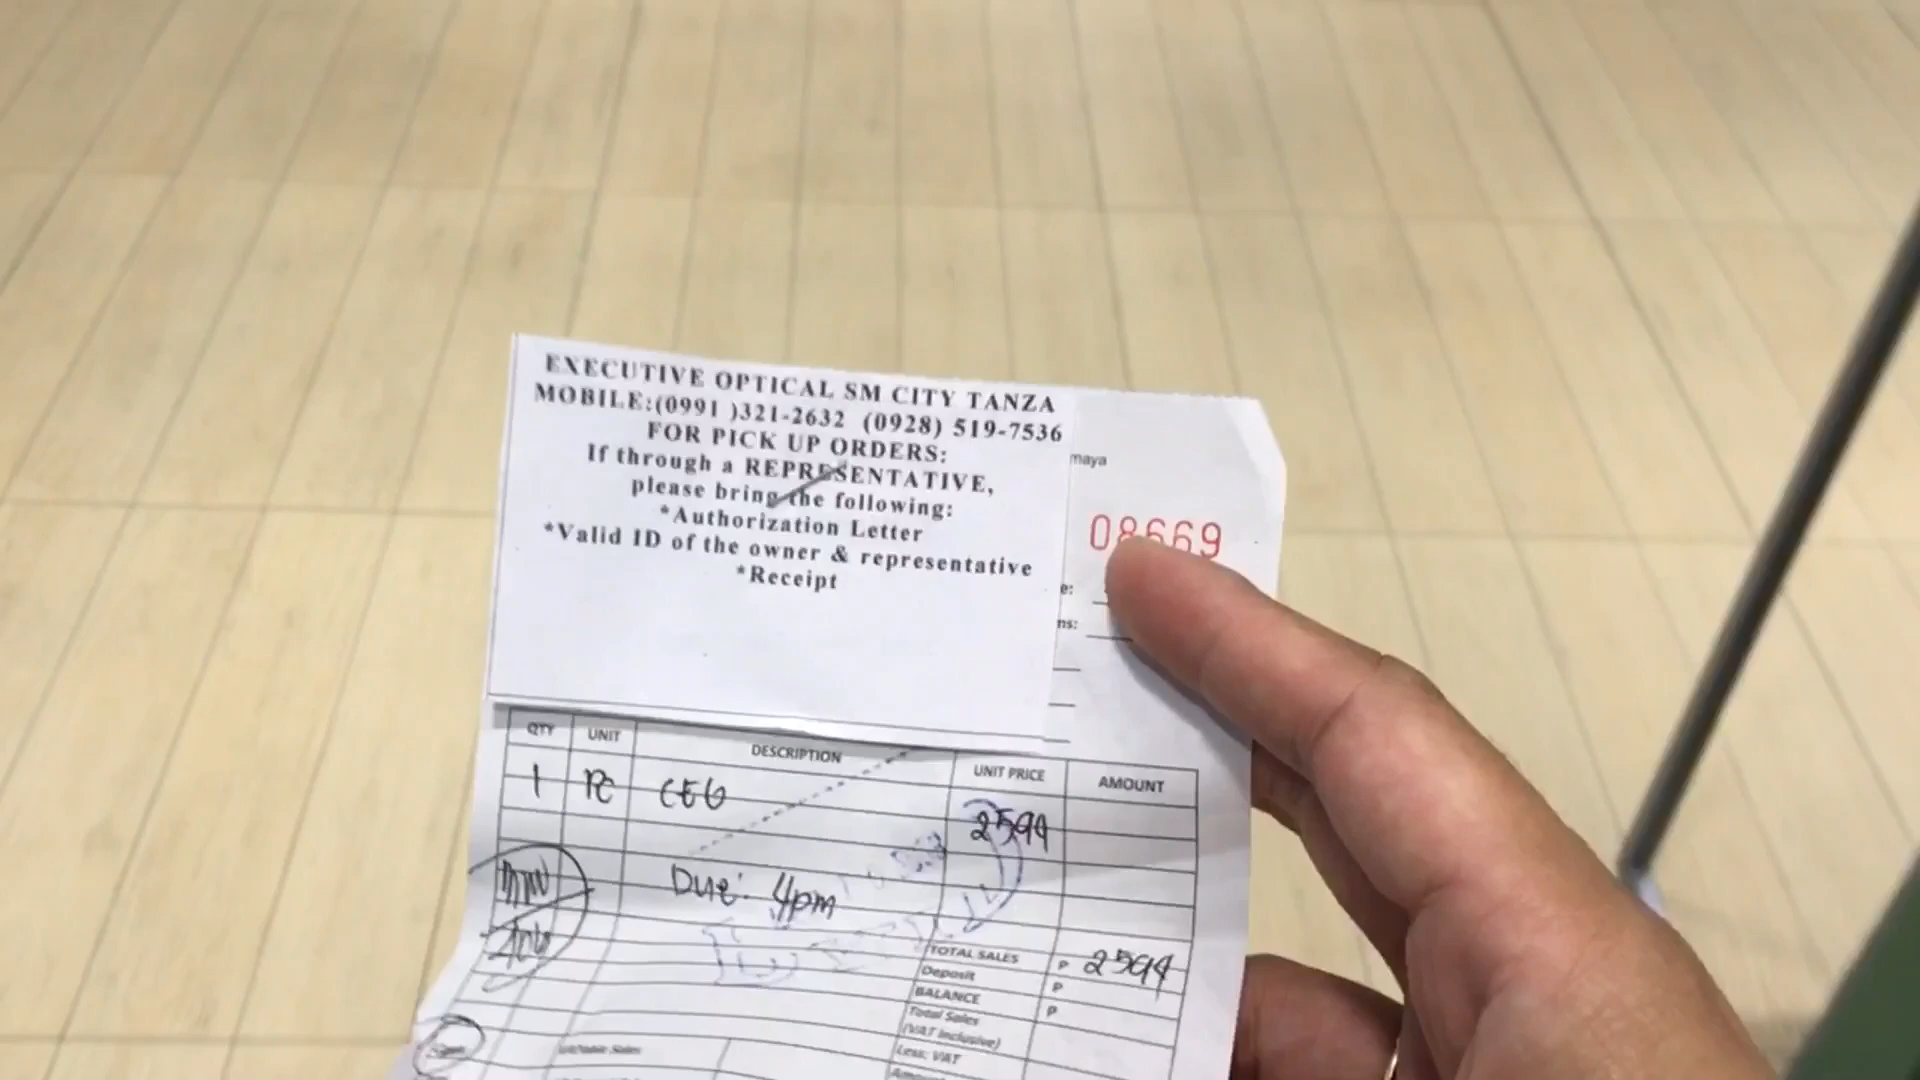 EXECUTIVE OPTICAL SM CITY TANZA
MOBILE:(0991 )321-2632 (0928) 519-7536
FOR PICK UP ORDERS:
If through a REPRESENTATIVE,
please bring the following:
*Authorization Letter
*Valid ID of the owner & representative
*Receipt
maya
08669
e:
ns:
QTY UNIT DESCRIPTION UNIT PRICE AMOUNT
1 PC CEG 2599
Due: 4pm
TOTAL SALES P 2599
Deposit P
BALANCE P
Total Sales
(VAT Inclusive)
Less: VAT